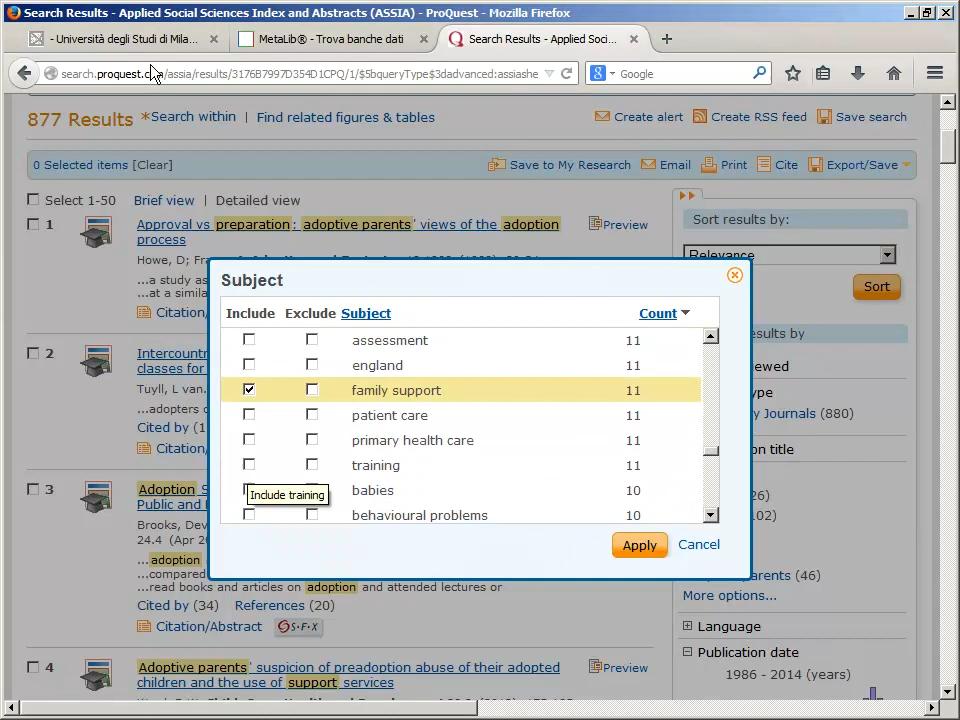 Search Results - Applied Social Sciences Index and Abstracts (ASSIA) - ProQuest - Mozilla Firefox
- Università degli Studi di Mila...
MetaLib® - Trova banche dati
Search Results - Applied Soci...
search.proquest.c /assia/results/3176B7997D354D1CPQ/1/$5bqueryType$3dadvanced:assiashe
Google
877 Results
*Search within | Find related figures & tables
Create alert
Create RSS feed
Save search
0 Selected items [Clear]
Save to My Research
Email
Print
Cite
Export/Save
Select 1-50
Brief view | Detailed view
1
Approval vs preparation: adoptive parents' views of the adoption
process
Preview
Howe, D;
...a study
...at a simila
Citation/
2
Intercount
classes for
Tuyll, L van.
...adopters
Cited by (1
Citation/
3
Adoption
Public and
Brooks, Dev
24.4 (Apr 2
...adoption
...compared
...read books and articles on adoption and attended lectures or
Cited by (34) References (20)
Citation/Abstract
S·F·X
4
Adoptive parents' suspicion of preadoption abuse of their adopted
children and the use of support services
Preview
Sort results by:
Relevance
Sort
sults by
ewed
ype
y Journals (880)
n title
26)
102)
rents (46)
More options...
Language
Publication date
1986 - 2014 (years)
Subject
Include Exclude Subject Count
assessment 11
england 11
family support 11
patient care 11
primary health care 11
training 11
babies 10
Include training
behavioural problems 10
Apply
Cancel